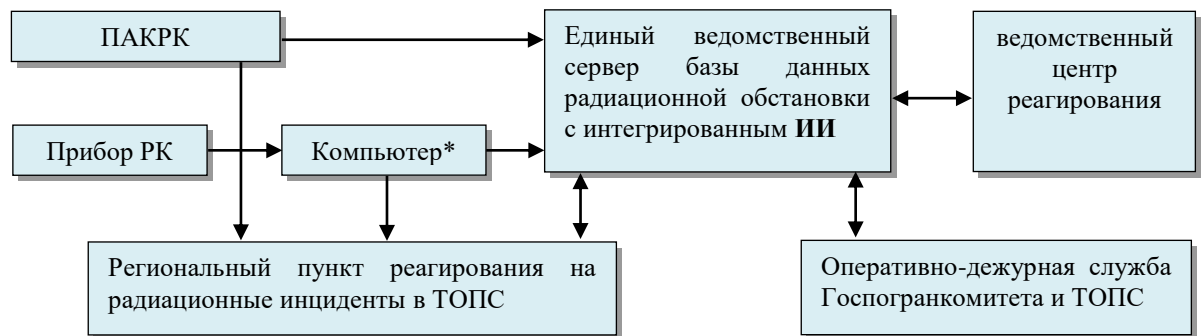 ПАКРК
Единый ведомственный
сервер базы данных
радиационной обстановки
с интегрированным ИИ
ведомственный
центр
реагирования
Прибор РК
Компьютер*
Региональный пункт реагирования на
радиационные инциденты в ТОПС
Оперативно-дежурная служба
Госпогранкомитета и ТОПС